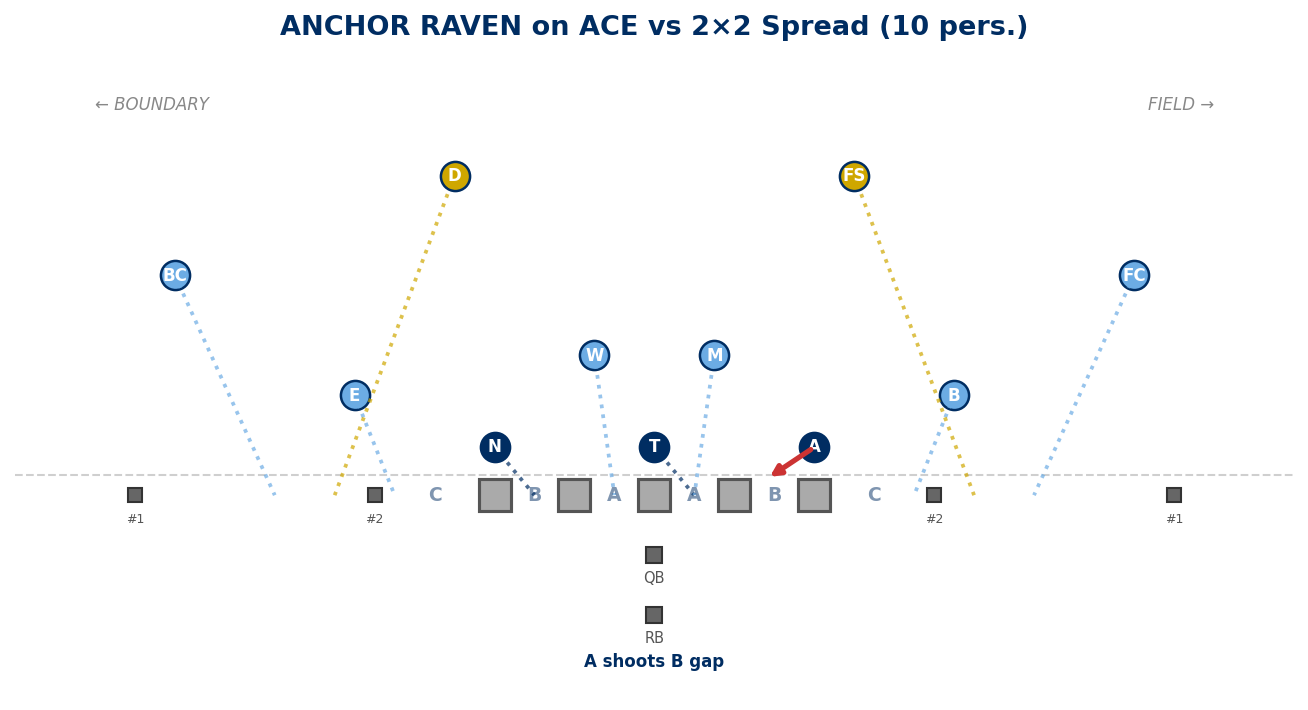 ANCHOR RAVEN on ACE vs 2×2 Spread (10 pers.)
← BOUNDARY
FIELD →
D
FS
BC
FC
W
M
E
B
N
T
A
C
B
A
A
B
C
#1
#2
#2
#1
QB
RB
A shoots B gap